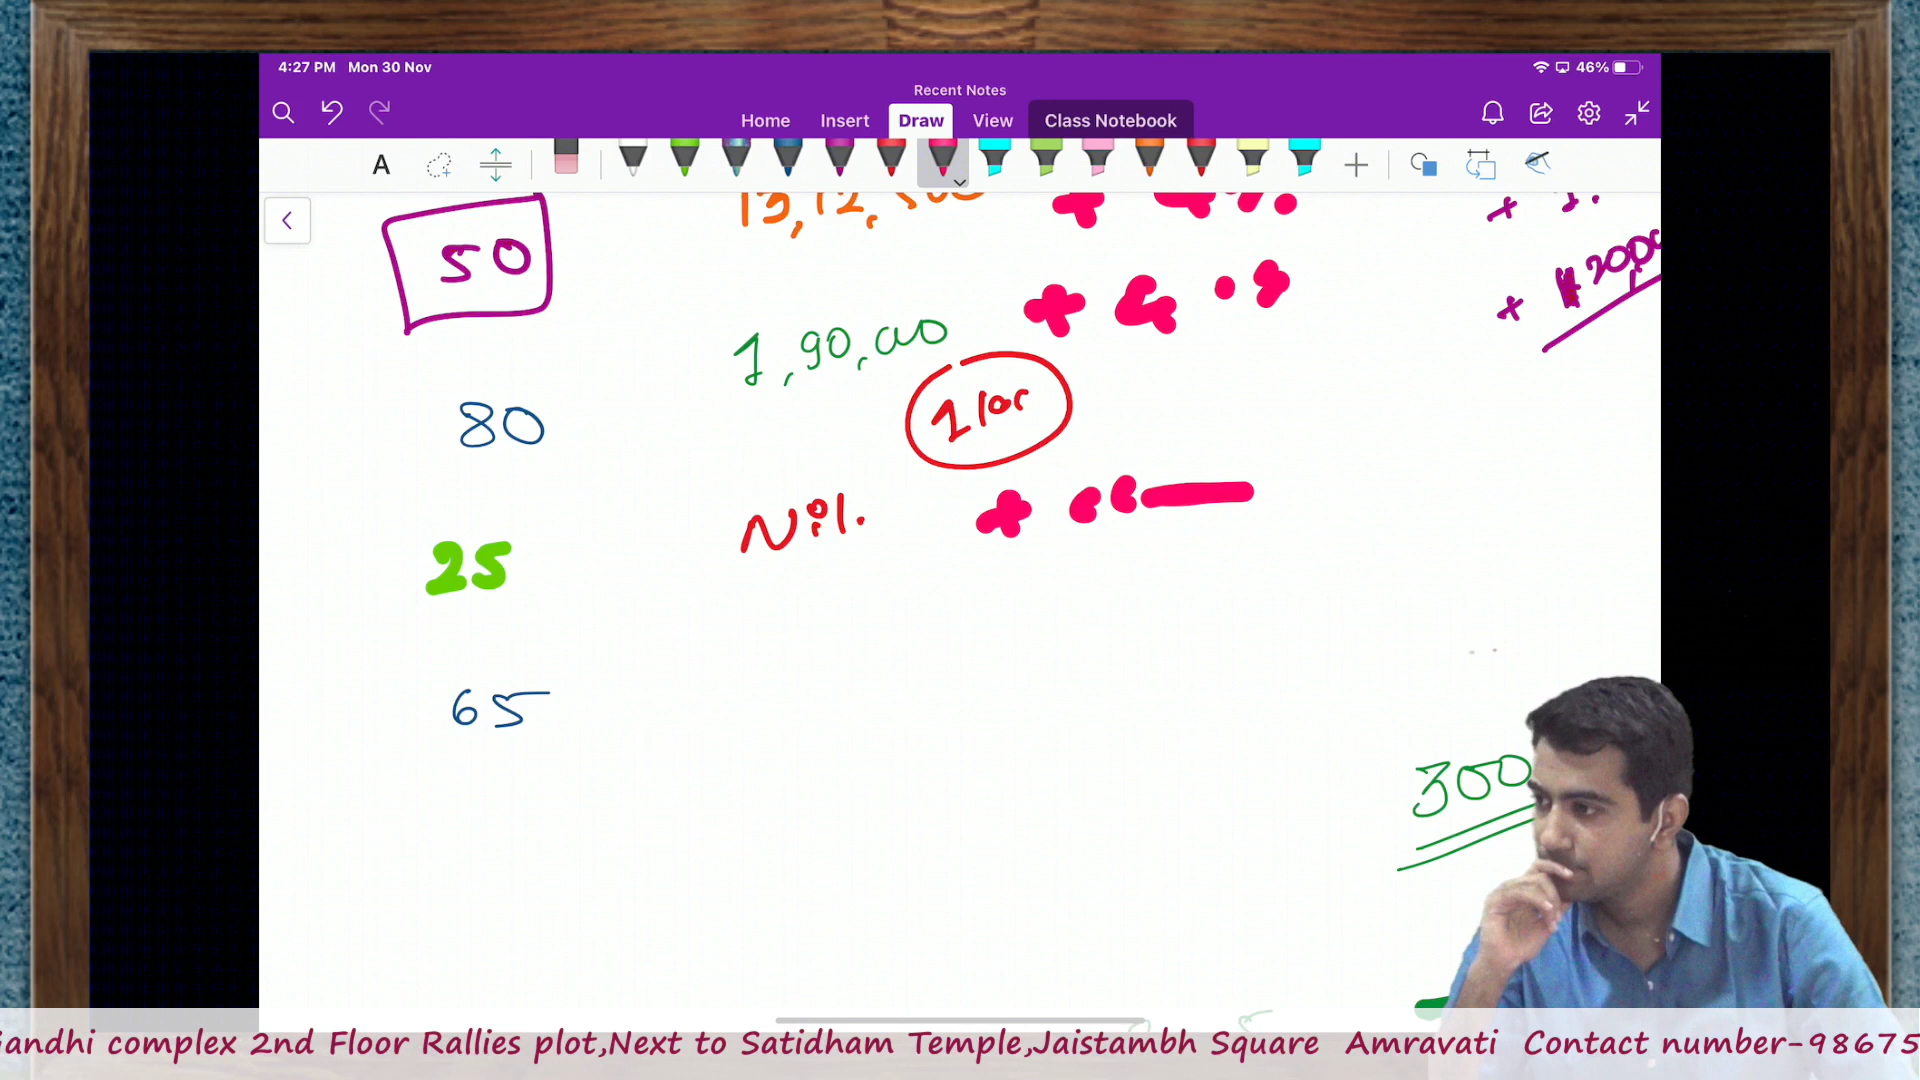 4:27 PM Mon 30 Nov
46%
Recent Notes
Home Insert Draw View Class Notebook
A
50
1,90,000
80
1 lac
Nil.
25
65
300
Gandhi complex 2nd Floor Rallies plot,Next to Satidham Temple,Jaistambh Square Amravati Contact number-98675